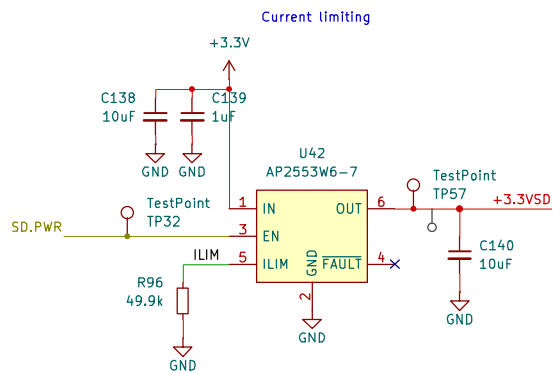 Current limiting
+3.3V
C138
10uF
C139
1uF
GND
GND
U42
AP2553W6-7
TestPoint
TP32
TestPoint
TP57
SD.PWR
1
IN
OUT
6
+3.3VSD
3
EN
ILIM
5
ILIM
GND
FAULT
4
2
C140
10uF
R96
49.9k
GND
GND
GND